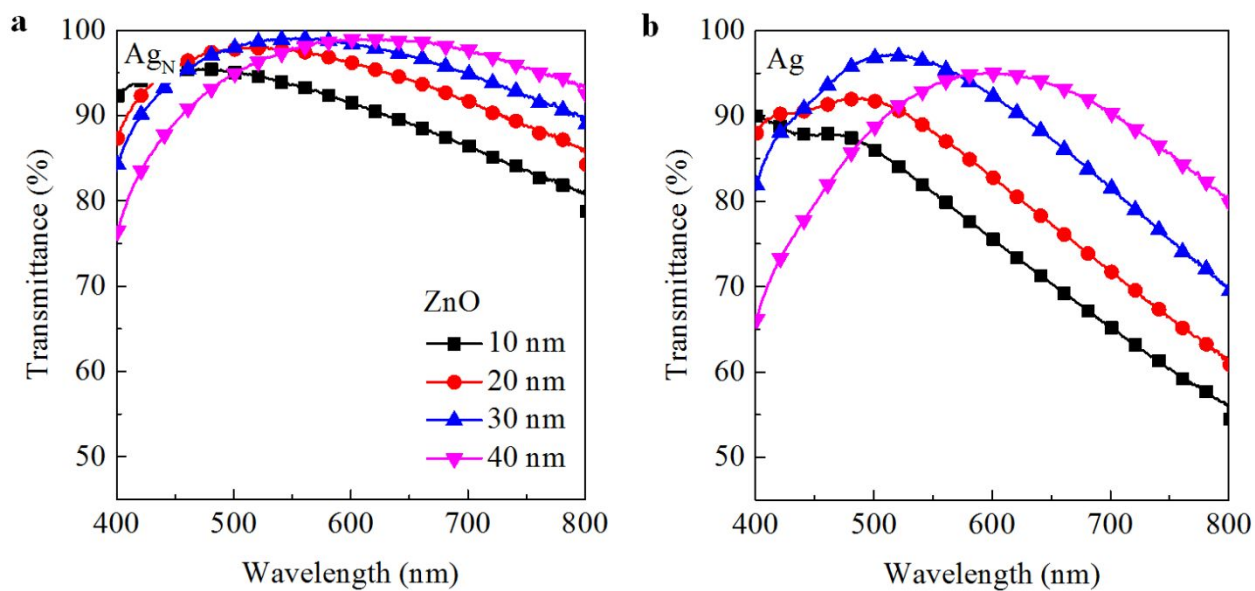 a
100
90
80
70
60
50
Transmittance (%)
Ag_N
ZnO
10 nm
20 nm
30 nm
40 nm
400 500 600 700 800
Wavelength (nm)
b
100
90
80
70
60
50
Transmittance (%)
Ag
400 500 600 700 800
Wavelength (nm)